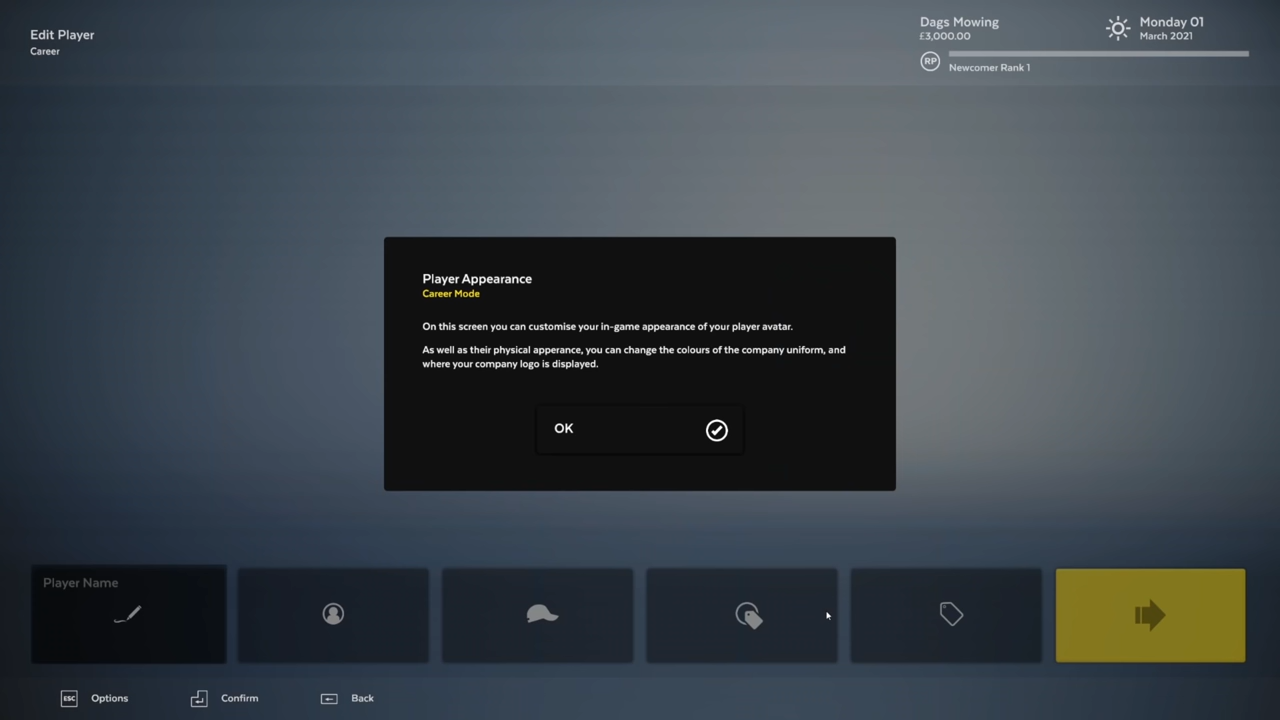 Edit Player
Career
Dags Mowing
£3,000.00
Monday 01
March 2021
RP
Newcomer Rank 1
Player Appearance
Career Mode
On this screen you can customise your in-game appearance of your player avatar.
As well as their physical apperance, you can change the colours of the company uniform, and
where your company logo is displayed.
OK
Player Name
ESC Options
Confirm
Back